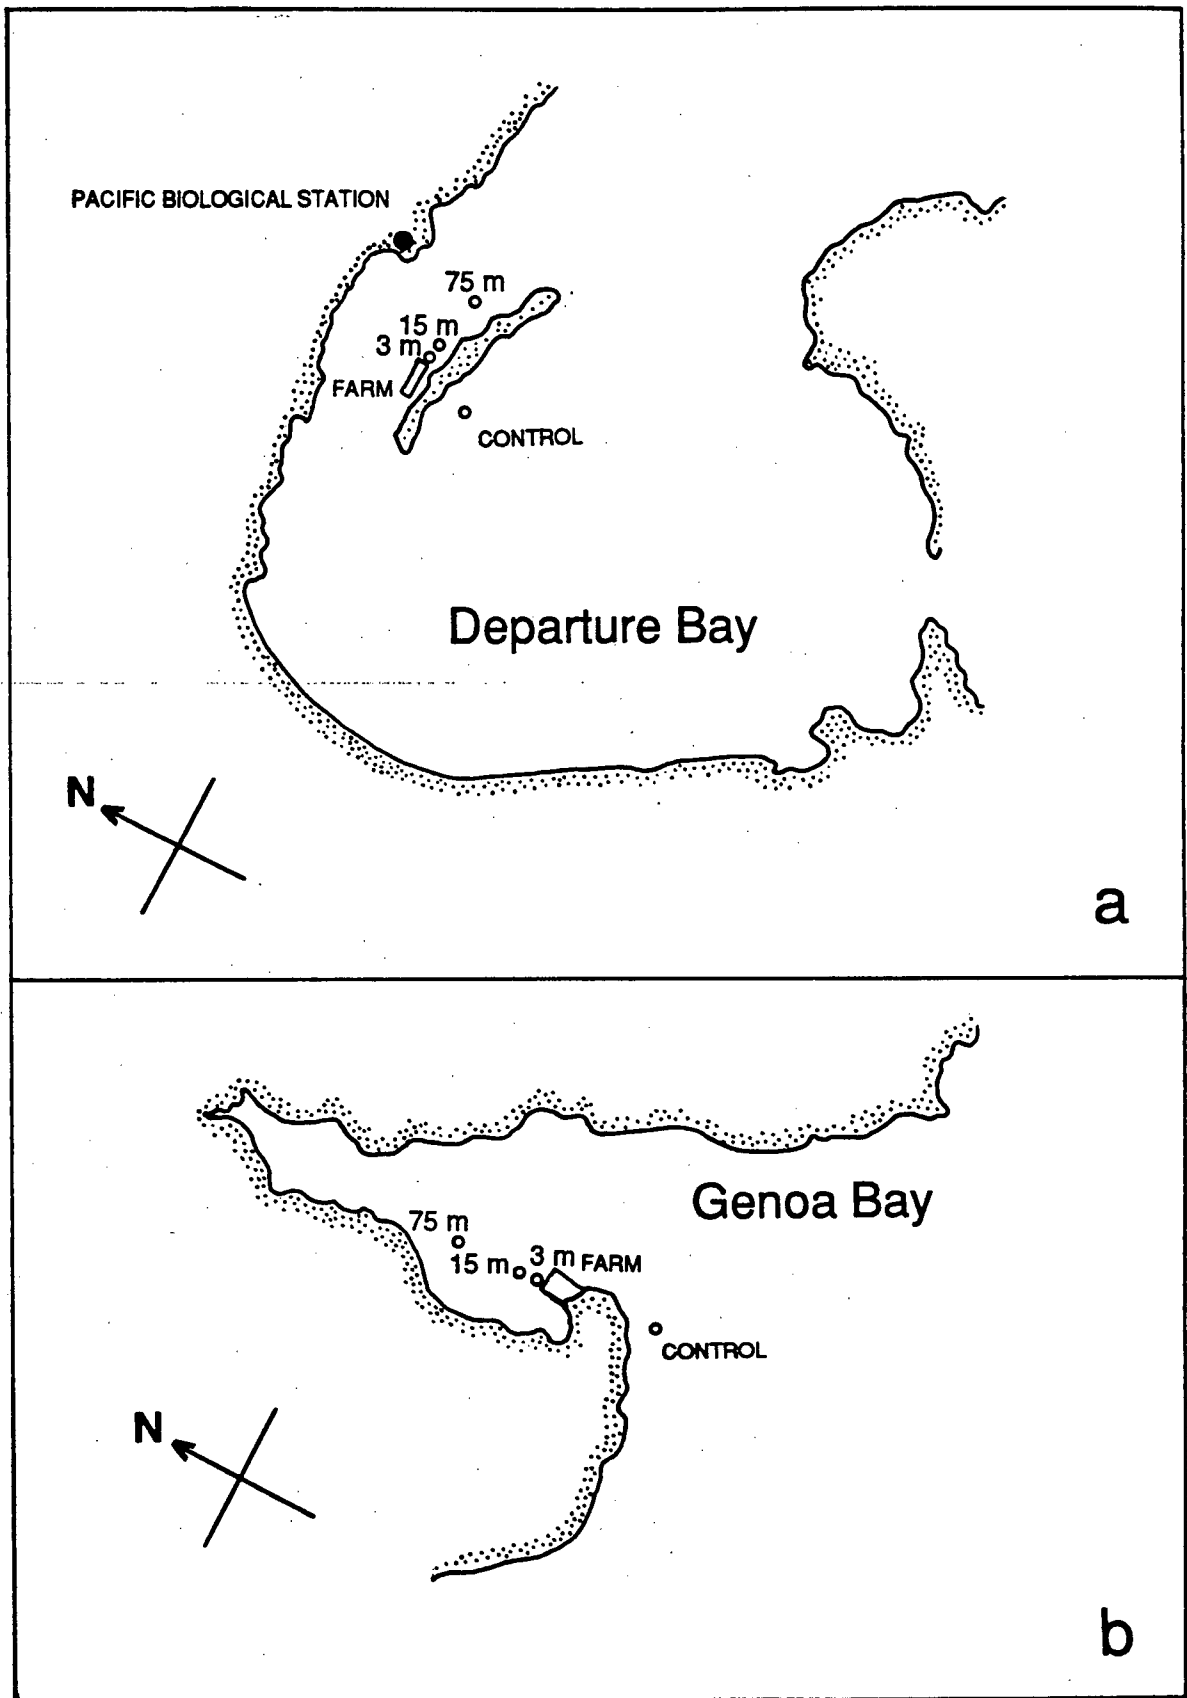 PACIFIC BIOLOGICAL STATION
75 m
15 m
3 m
FARM
CONTROL
Departure Bay
N
a
Genoa Bay
75 m
15 m
3 m
FARM
CONTROL
N
b